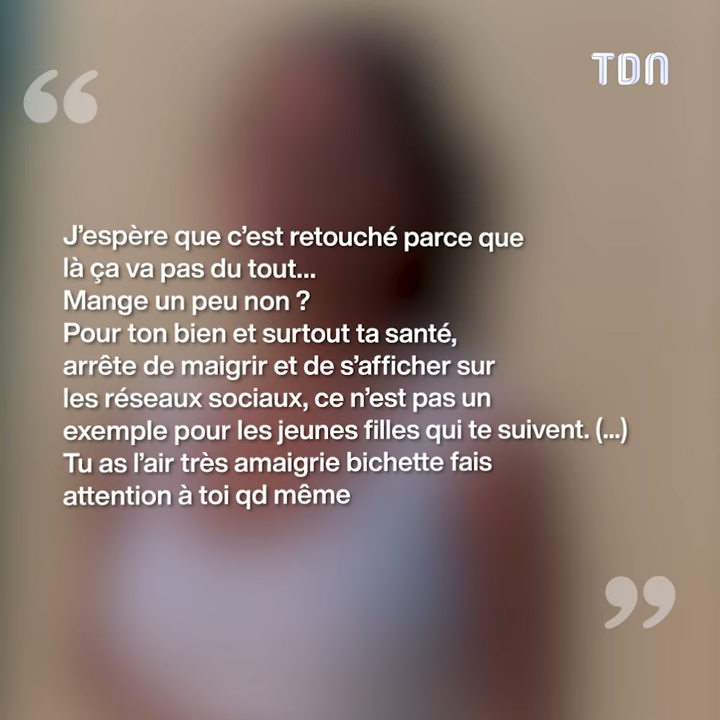 TDN
“
J’espère que c’est retouché parce que
là ça va pas du tout...
Mange un peu non ?
Pour ton bien et surtout ta santé,
arrête de maigrir et de s’afficher sur
les réseaux sociaux, ce n’est pas un
exemple pour les jeunes filles qui te suivent. (...)
Tu as l’air très amaigrie bichette fais
attention à toi qd même
”